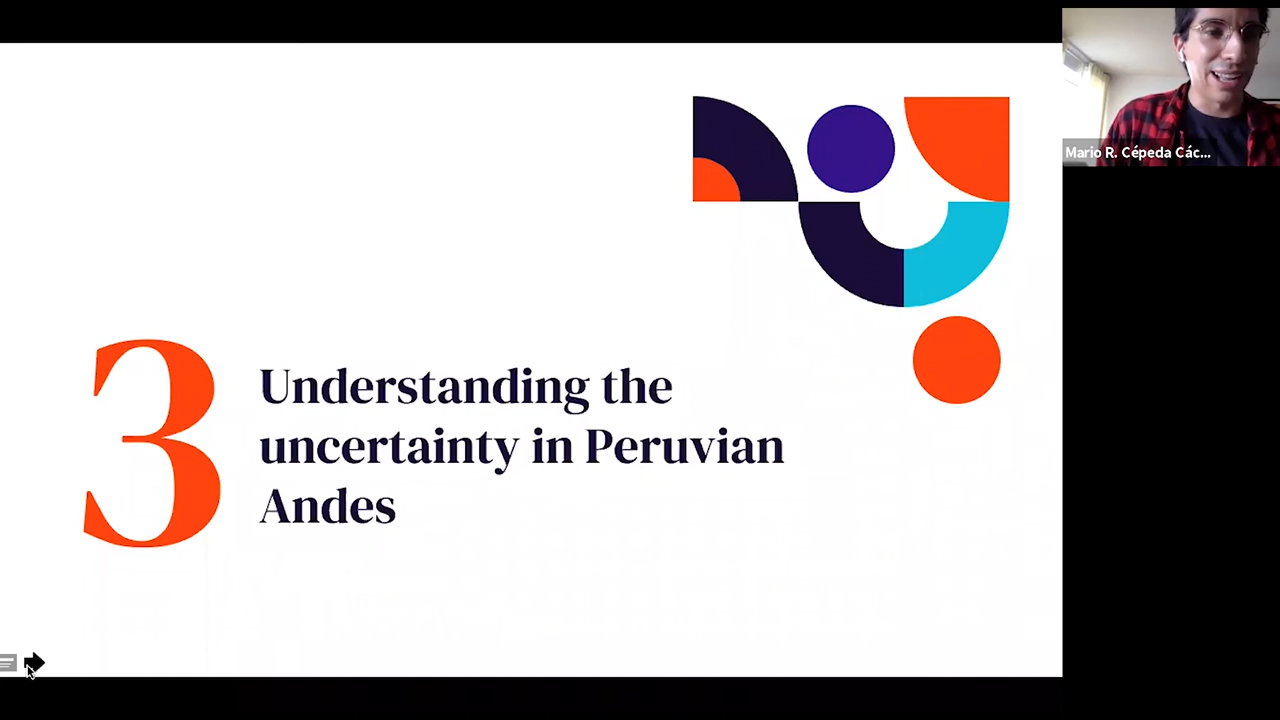 Mario R. Cépeda Các...
3
Understanding the
uncertainty in Peruvian
Andes